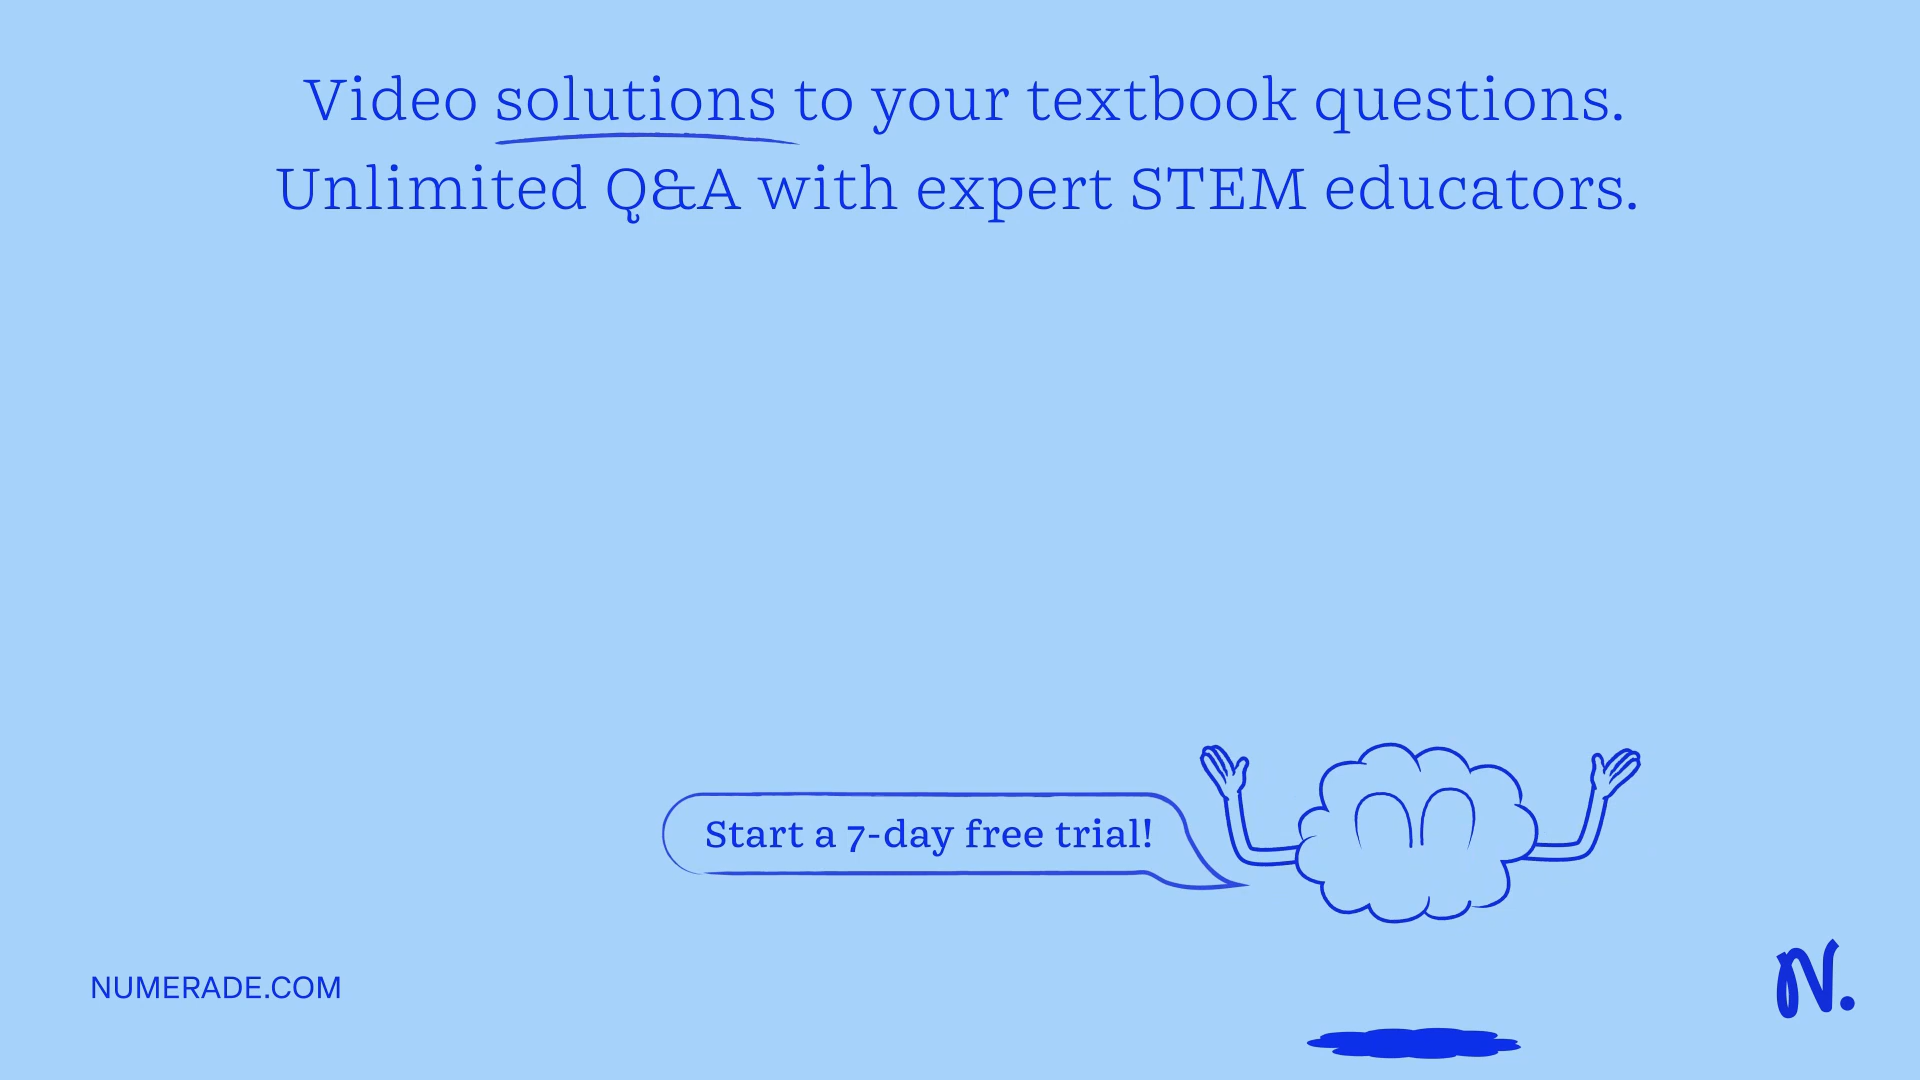 Video solutions to your textbook questions.
Unlimited Q&A with expert STEM educators.
Start a 7-day free trial!
NUMERADE.COM
N.